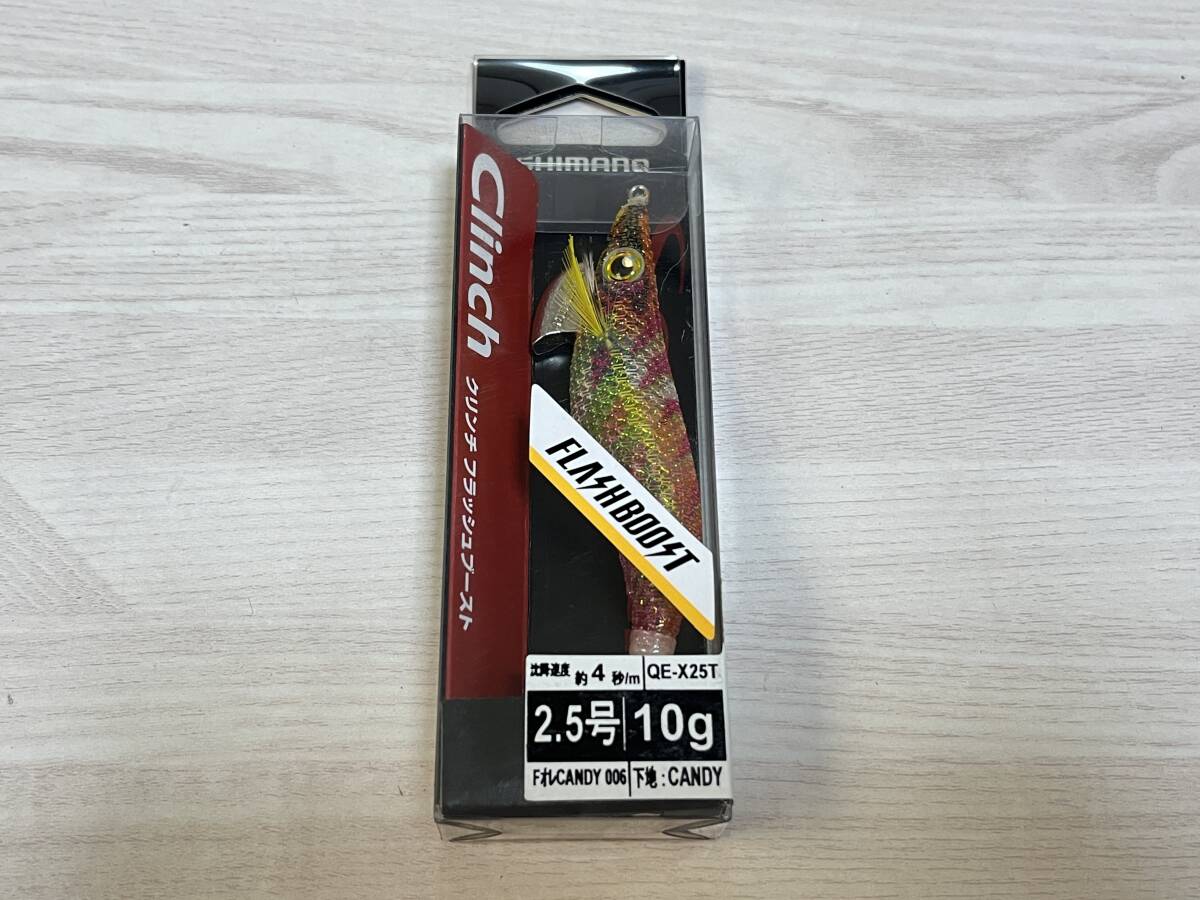 SHIMANO
Clinch
クリンチ フラッシュブースト
FLASHBOOST
沈降速度 約4秒/m QE-X25T
2.5号 10g
FオレCANDY 006 下地:CANDY